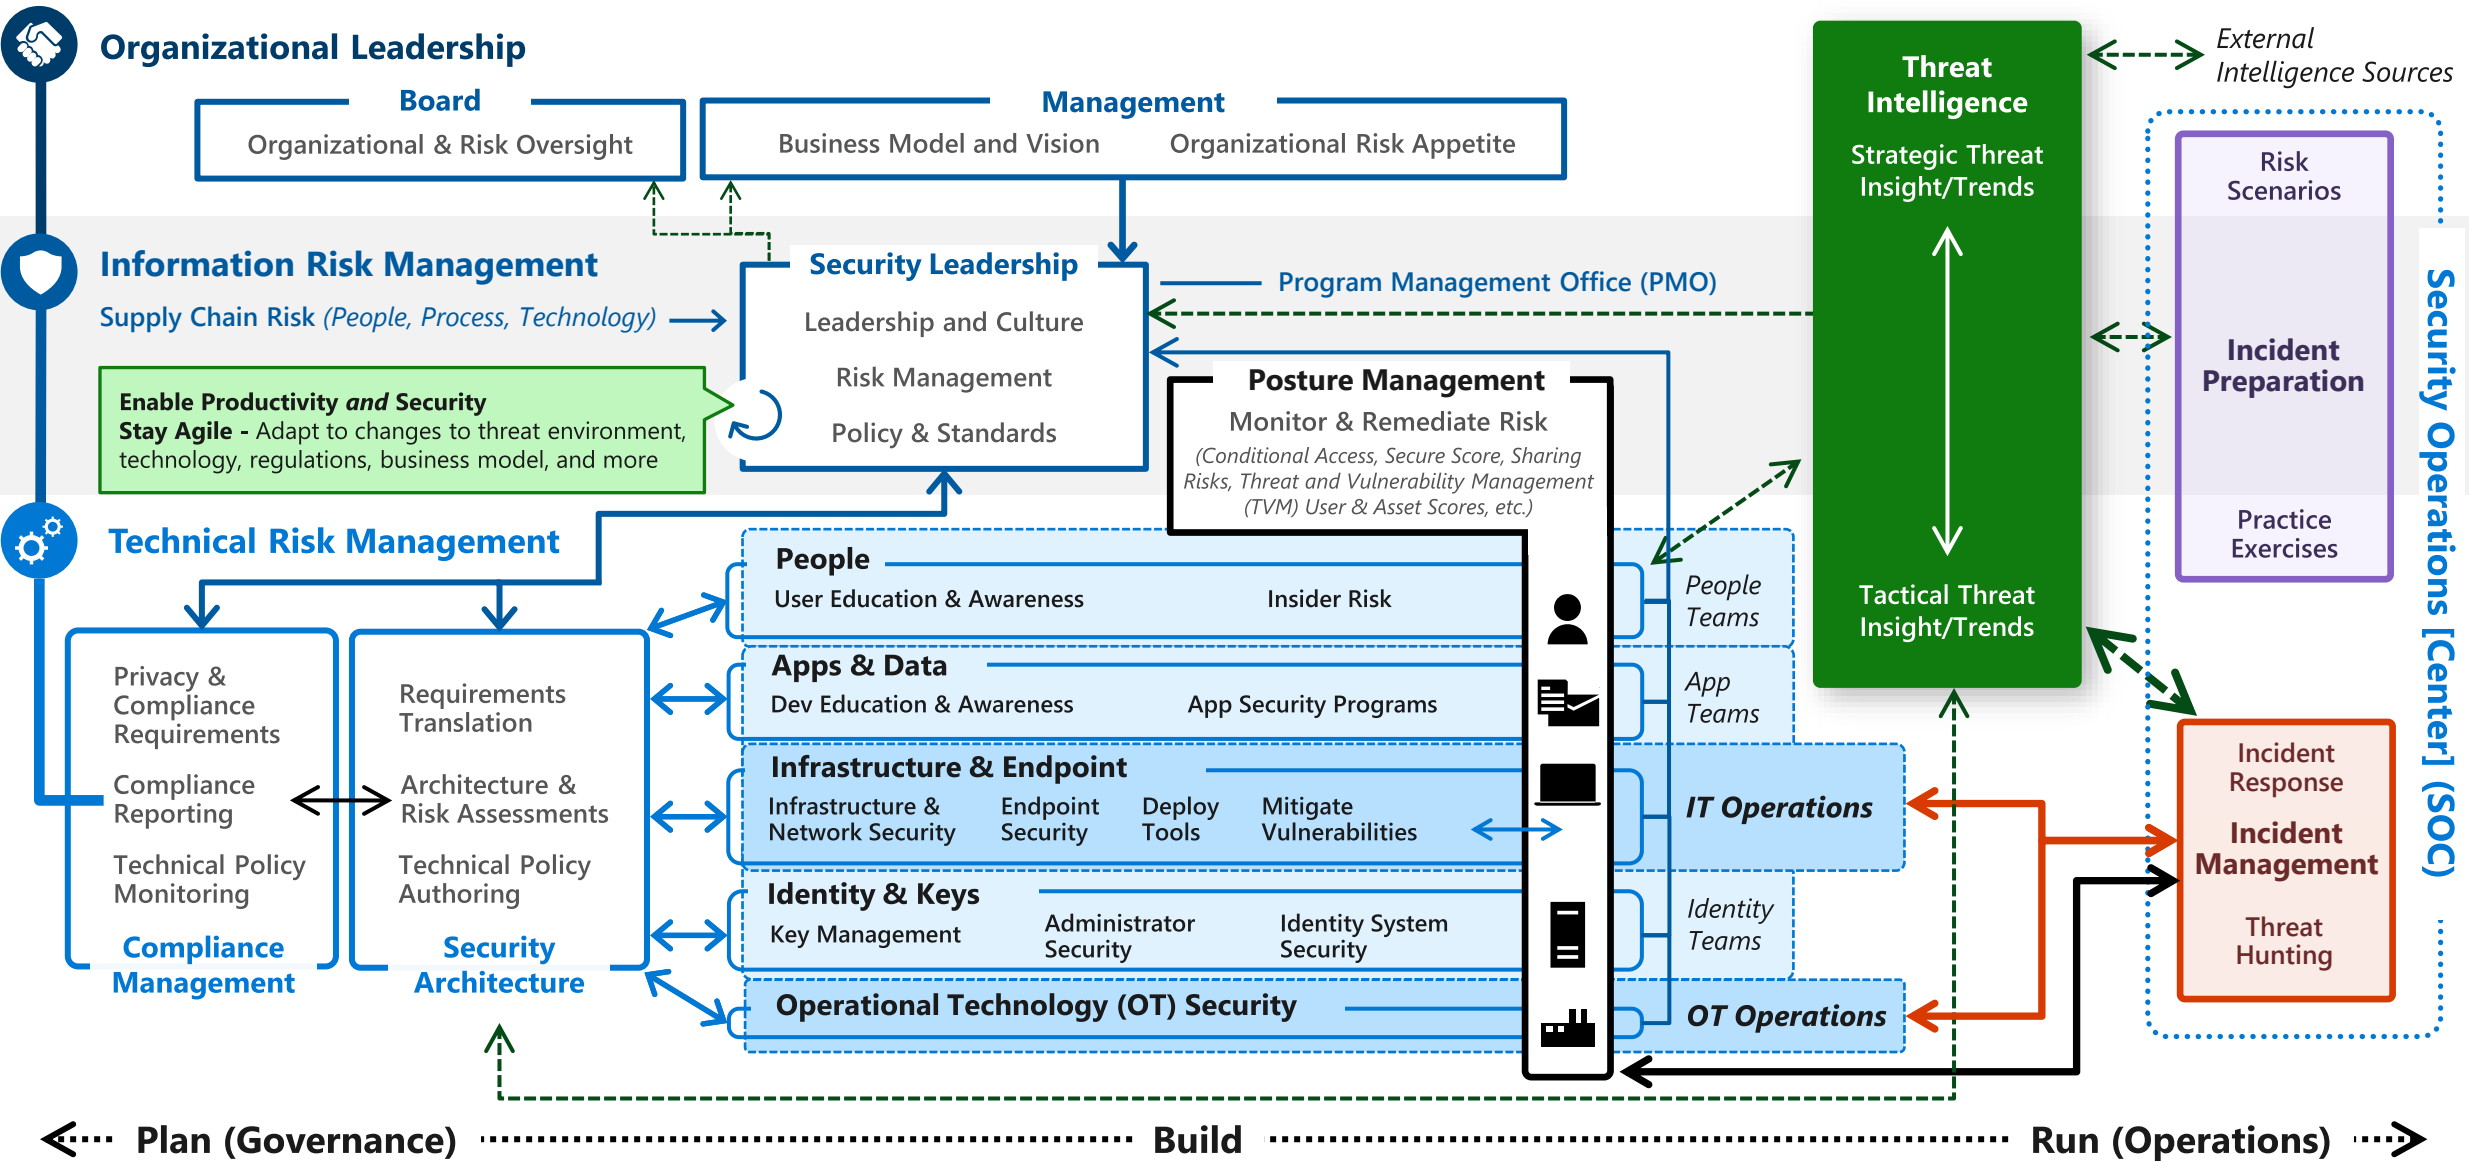 Organizational Leadership
Board
Organizational & Risk Oversight
Management
Business Model and Vision
Organizational Risk Appetite
Threat
Intelligence
Strategic Threat
Insight/Trends
Tactical Threat
Insight/Trends
External
Intelligence Sources
Information Risk Management
Supply Chain Risk (People, Process, Technology)
Enable Productivity and Security
Stay Agile - Adapt to changes to threat environment,
technology, regulations, business model, and more
Security Leadership
Leadership and Culture
Risk Management
Policy & Standards
Program Management Office (PMO)
Posture Management
Monitor & Remediate Risk
(Conditional Access, Secure Score, Sharing
Risks, Threat and Vulnerability Management
(TVM) User & Asset Scores, etc.)
Risk
Scenarios
Incident
Preparation
Practice
Exercises
Security Operations [Center] (SOC)
Technical Risk Management
Privacy &
Compliance
Requirements
Compliance
Reporting
Technical Policy
Monitoring
Compliance
Management
Requirements
Translation
Architecture &
Risk Assessments
Technical Policy
Authoring
Security
Architecture
People
User Education & Awareness
Insider Risk
People
Teams
Apps & Data
Dev Education & Awareness
App Security Programs
App
Teams
Infrastructure & Endpoint
Infrastructure &
Network Security
Endpoint
Security
Deploy
Tools
Mitigate
Vulnerabilities
IT Operations
Identity & Keys
Key Management
Administrator
Security
Identity System
Security
Identity
Teams
Operational Technology (OT) Security
OT Operations
Incident
Response
Incident
Management
Threat
Hunting
Plan (Governance)
Build
Run (Operations)